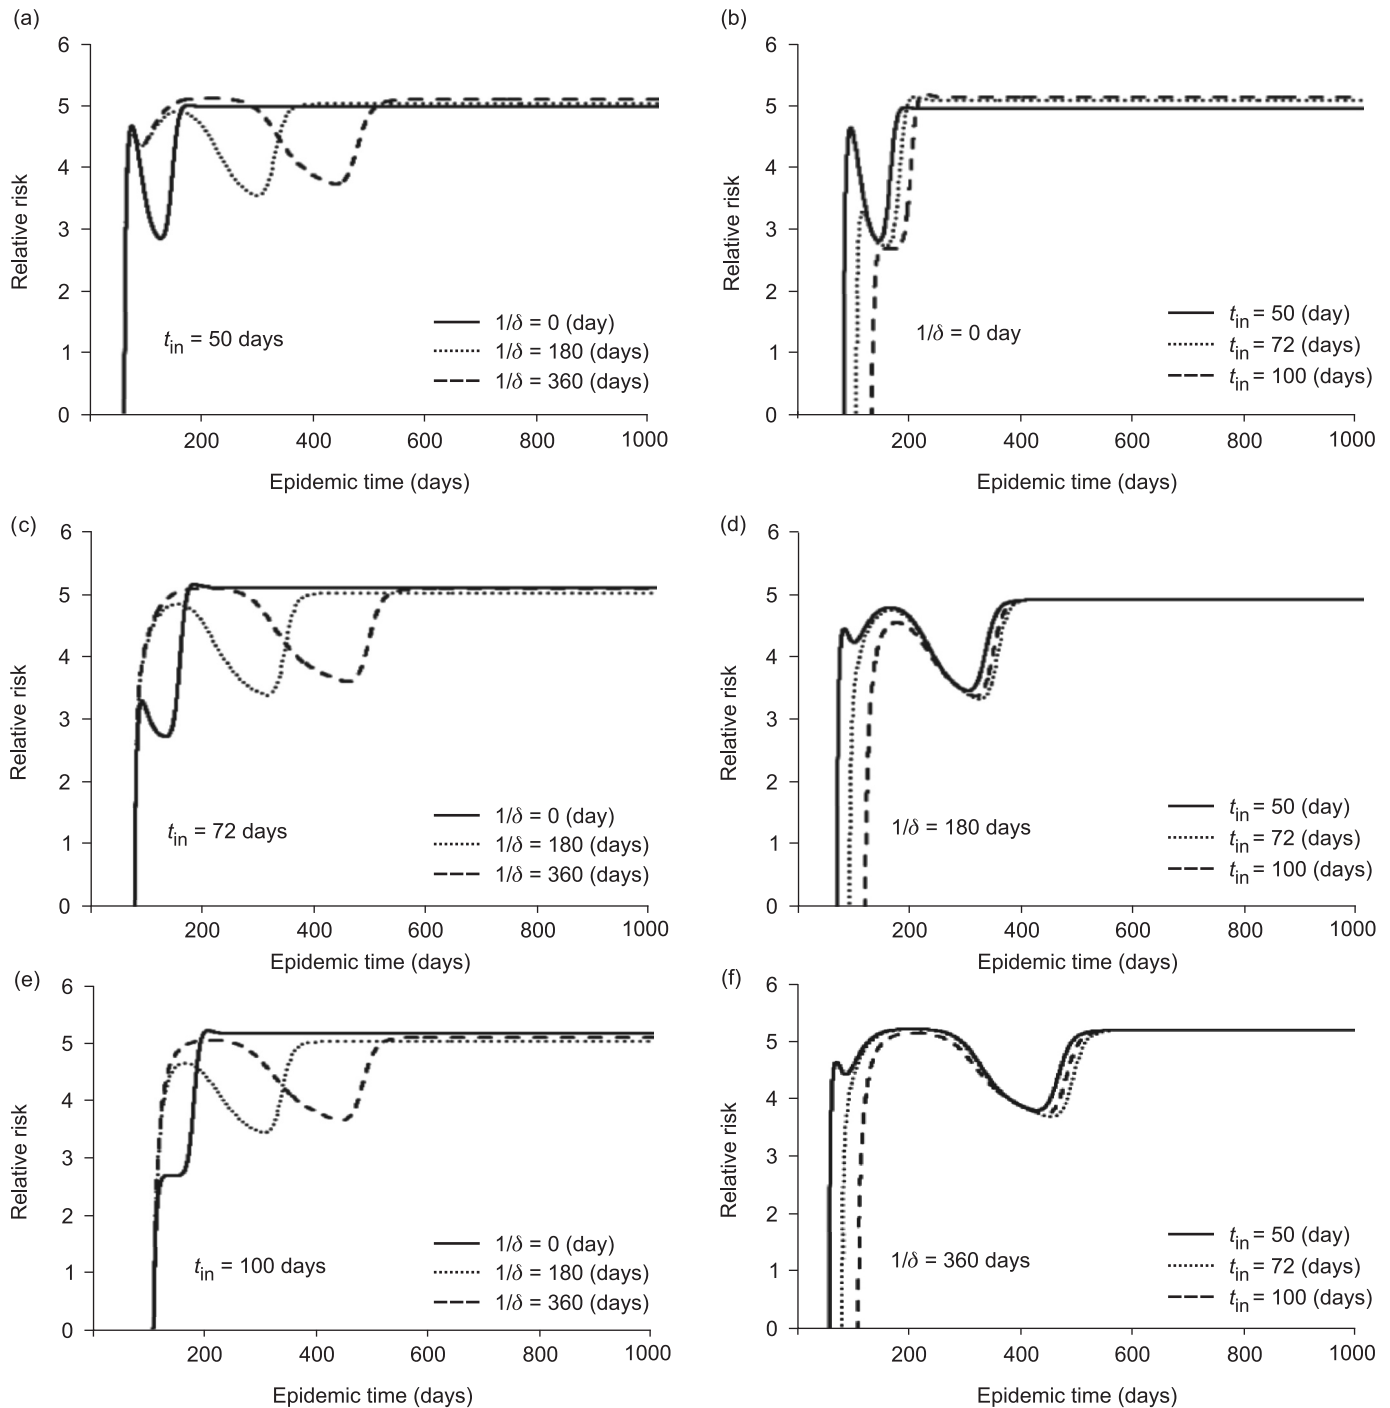 (a)
6
5
4
3
2
1
0
Relative risk
t_in = 50 days
1/δ = 0 (day)
1/δ = 180 (days)
1/δ = 360 (days)
200 400 600 800 1000
Epidemic time (days)
(b)
6
5
4
3
2
1
0
Relative risk
1/δ = 0 day
t_in = 50 (day)
t_in = 72 (days)
t_in = 100 (days)
200 400 600 800 1000
Epidemic time (days)
(c)
6
5
4
3
2
1
0
Relative risk
t_in = 72 days
1/δ = 0 (day)
1/δ = 180 (days)
1/δ = 360 (days)
200 400 600 800 1000
Epidemic time (days)
(d)
6
5
4
3
2
1
0
Relative risk
1/δ = 180 days
t_in = 50 (day)
t_in = 72 (days)
t_in = 100 (days)
200 400 600 800 1000
Epidemic time (days)
(e)
6
5
4
3
2
1
0
Relative risk
t_in = 100 days
1/δ = 0 (day)
1/δ = 180 (days)
1/δ = 360 (days)
200 400 600 800 1000
Epidemic time (days)
(f)
6
5
4
3
2
1
0
Relative risk
1/δ = 360 days
t_in = 50 (day)
t_in = 72 (days)
t_in = 100 (days)
200 400 600 800 1000
Epidemic time (days)